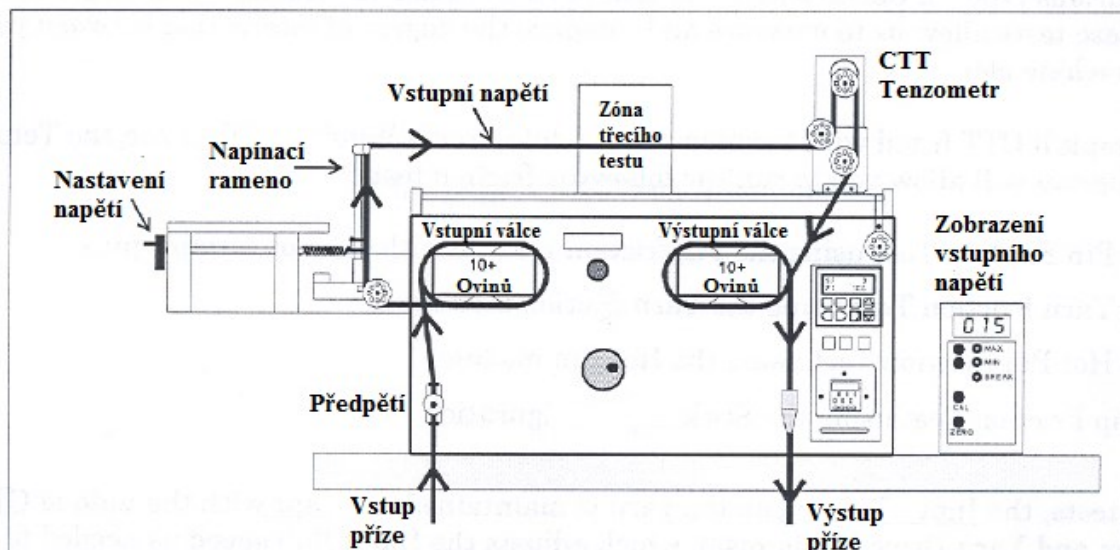 CTT
Tenzometr
Vstupní napětí
Zóna
třecího
testu
Napínací
rameno
Nastavení
napětí
Vstupní válce
10+
Ovinů
Výstupní válce
10+
Ovinů
Zobrazení
vstupního
napětí
015
MAX
MIN
BREAK
CAL
ZERO
Předpětí
Vstup
příze
Výstup
příze